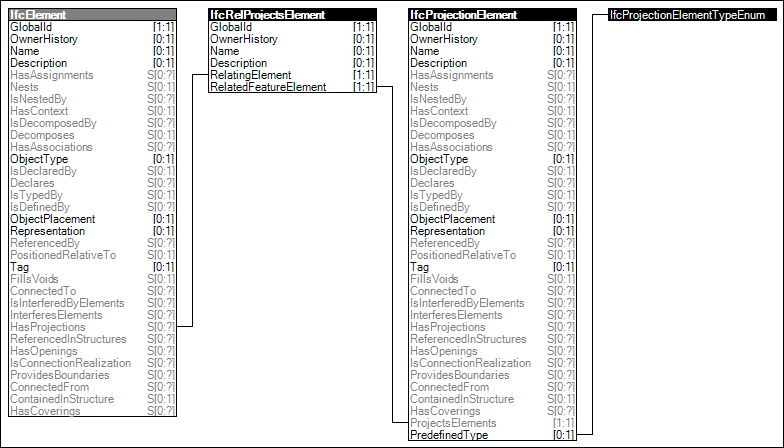 IfcElement
GlobalId [1:1]
OwnerHistory [0:1]
Name [0:1]
Description [0:1]
HasAssignments S[0:?]
Nests S[0:1]
IsNestedBy S[0:?]
HasContext S[0:1]
IsDecomposedBy S[0:?]
Decomposes S[0:1]
HasAssociations S[0:?]
ObjectType [0:1]
IsDeclaredBy S[0:1]
Declares S[0:?]
IsTypedBy S[0:1]
IsDefinedBy S[0:?]
ObjectPlacement [0:1]
Representation [0:1]
ReferencedBy S[0:?]
PositionedRelativeTo S[0:1]
Tag [0:1]
FillsVoids S[0:1]
ConnectedTo S[0:?]
IsInterferedByElements S[0:?]
InterferesElements S[0:?]
HasProjections S[0:?]
ReferencedInStructures S[0:?]
HasOpenings S[0:?]
IsConnectionRealization S[0:?]
ProvidesBoundaries S[0:?]
ConnectedFrom S[0:?]
ContainedInStructure S[0:1]
HasCoverings S[0:?]
IfcRelProjectsElement
GlobalId [1:1]
OwnerHistory [0:1]
Name [0:1]
Description [0:1]
RelatingElement [1:1]
RelatedFeatureElement [1:1]
IfcProjectionElement
GlobalId [1:1]
OwnerHistory [0:1]
Name [0:1]
Description [0:1]
HasAssignments S[0:?]
Nests S[0:1]
IsNestedBy S[0:?]
HasContext S[0:1]
IsDecomposedBy S[0:?]
Decomposes S[0:1]
HasAssociations S[0:?]
ObjectType [0:1]
IsDeclaredBy S[0:1]
Declares S[0:?]
IsTypedBy S[0:1]
IsDefinedBy S[0:?]
ObjectPlacement [0:1]
Representation [0:1]
ReferencedBy S[0:?]
PositionedRelativeTo S[0:1]
Tag [0:1]
FillsVoids S[0:1]
ConnectedTo S[0:?]
IsInterferedByElements S[0:?]
InterferesElements S[0:?]
HasProjections S[0:?]
ReferencedInStructures S[0:?]
HasOpenings S[0:?]
IsConnectionRealization S[0:?]
ProvidesBoundaries S[0:?]
ConnectedFrom S[0:?]
ContainedInStructure S[0:1]
HasCoverings S[0:?]
ProjectsElements [1:1]
PredefinedType [0:1]
IfcProjectionElementTypeEnum